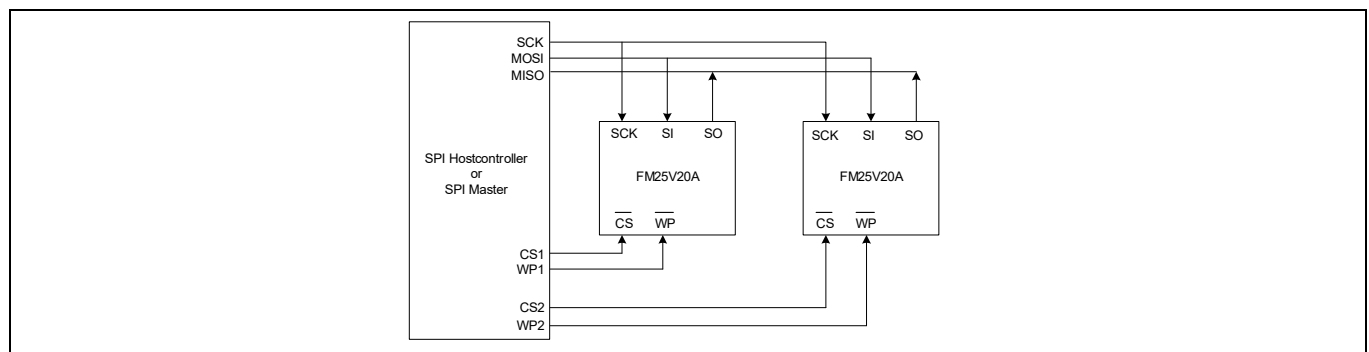 SCK
MOSI
MISO
SPI Hostcontroller
or
SPI Master
CS1
WP1
CS2
WP2
SCK SI SO
FM25V20A
CS WP
SCK SI SO
FM25V20A
CS WP